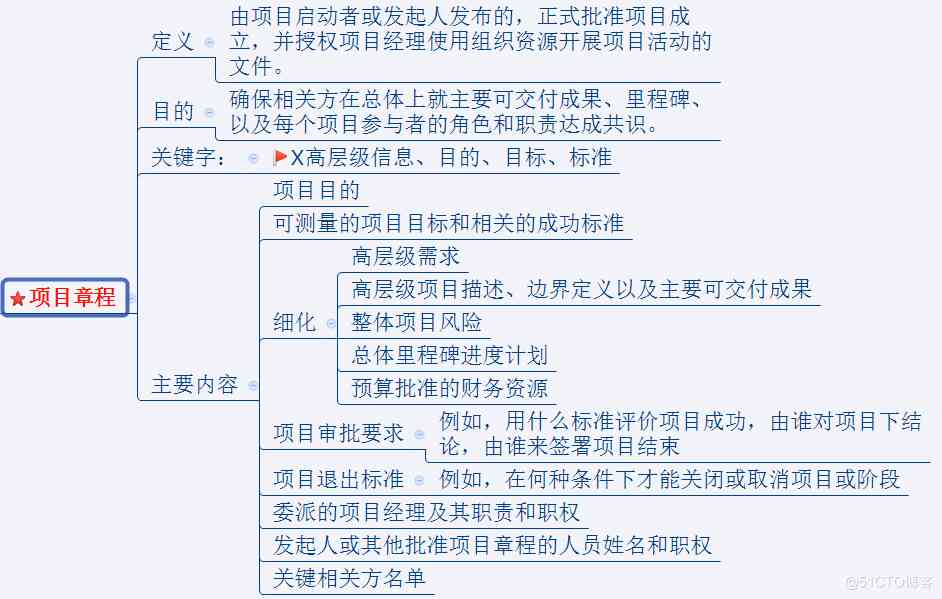 由项目启动者或发起人发布的，正式批准项目成
定义
立，并授权项目经理使用组织资源开展项目活动的
文件。
目的
确保相关方在总体上就主要可交付成果、里程碑、
以及每个项目参与者的角色和职责达成共识。
关键字：
X高层级信息、目的、目标、标准
项目章程
主要内容
项目目的
可测量的项目目标和相关的成功标准
细化
高层级需求
高层级项目描述、边界定义以及主要可交付成果
整体项目风险
总体里程碑进度计划
预算批准的财务资源
项目审批要求
例如，用什么标准评价项目成功，由谁对项目下结
论，由谁来签署项目结束
项目退出标准
例如，在何种条件下才能关闭或取消项目或阶段
委派的项目经理及其职责和职权
发起人或其他批准项目章程的人员姓名和职权
关键相关方名单
@51CTO博客